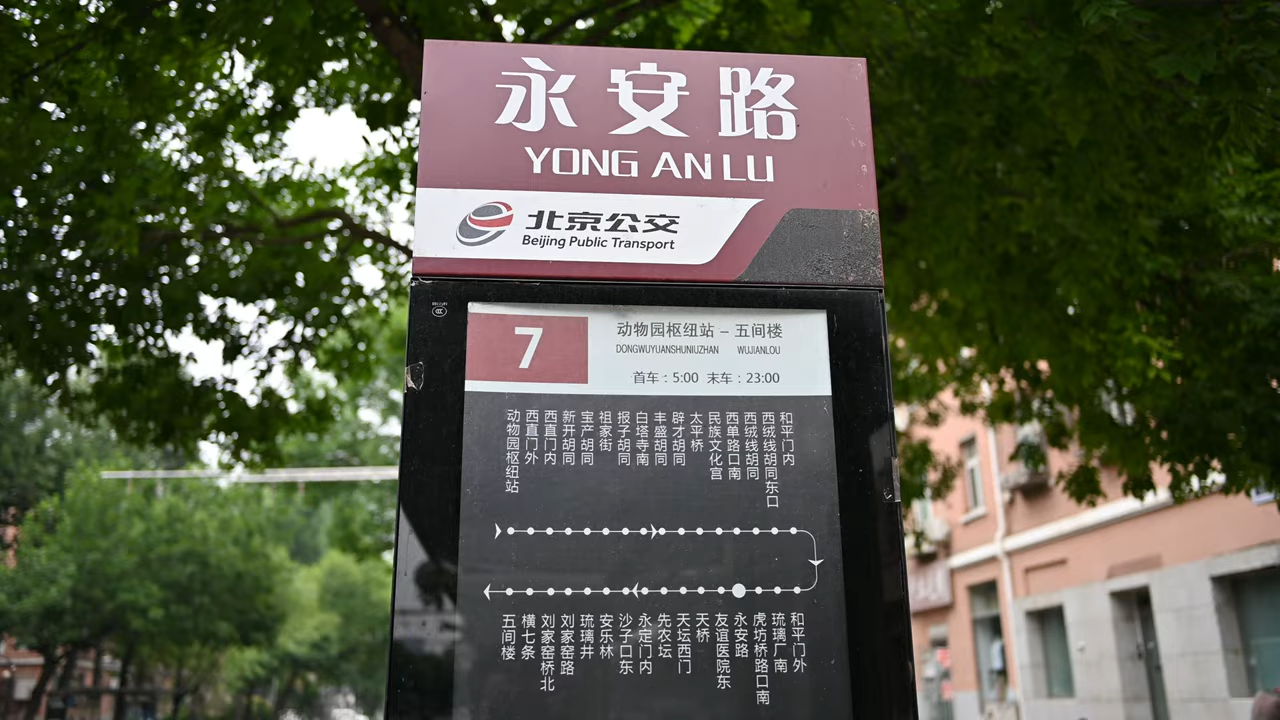 永安路
YONG AN LU
北京公交
Beijing Public Transport
7
动物园枢纽站 – 五间楼
DONGWUYUANSHUNIUZHAN WUJIANLOU
首车：5:00 末车：23:00
动物园枢纽站
西直门外
西直门内
新开胡同
宝产胡同
祖家街
报子胡同
白塔寺南
丰盛胡同
辟才胡同
太平桥
民族文化宫
西单路口南
西绒线胡同
西绒线胡同东口
和平门内
五间楼
横七条
刘家窑桥北
刘家窑路
琉璃井
安乐林
沙子口东
永定门内
先农坛
天坛西门
天桥
友谊医院东
永安路
虎坊桥路口南
琉璃厂南
和平门外